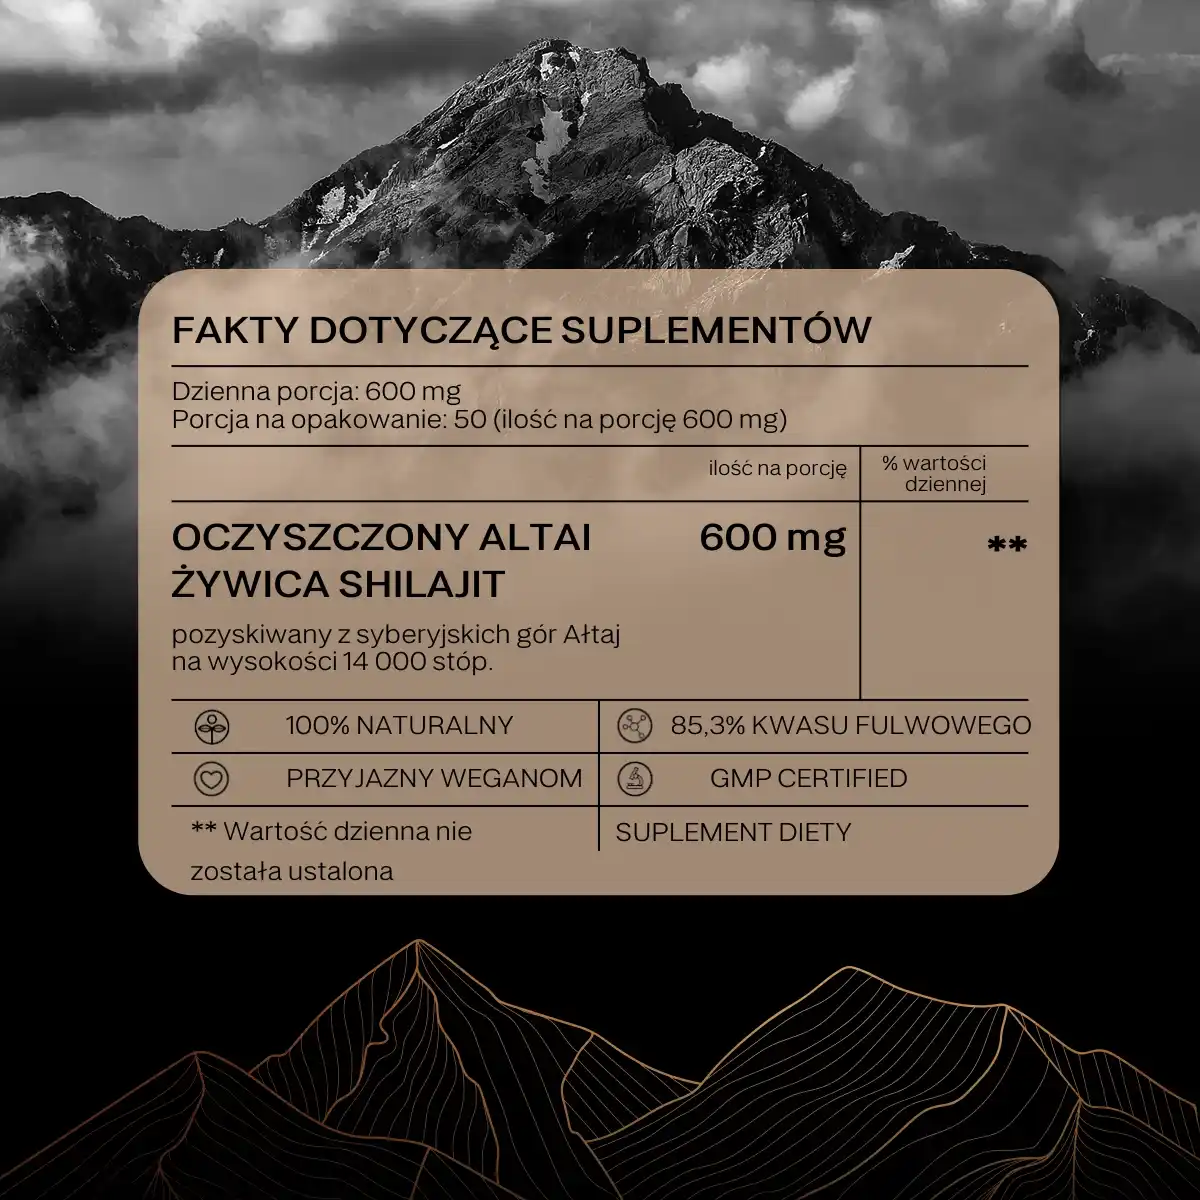 FAKTY DOTYCZĄCE SUPLEMENTÓW
Dzienna porcja: 600 mg
Porcja na opakowanie: 50 (ilość na porcję 600 mg)
ilość na porcję
% wartości
dziennej
OCZYSZCZONY ALTAI 600 mg **
ŻYWICA SHILAJIT
pozyskiwany z syberyjskich gór Ałtaj
na wysokości 14 000 stóp.
100% NATURALNY
85,3% KWASU FULWOWEGO
PRZYJAZNY WEGANOM
GMP CERTIFIED
** Wartość dzienna nie
została ustalona
SUPLEMENT DIETY